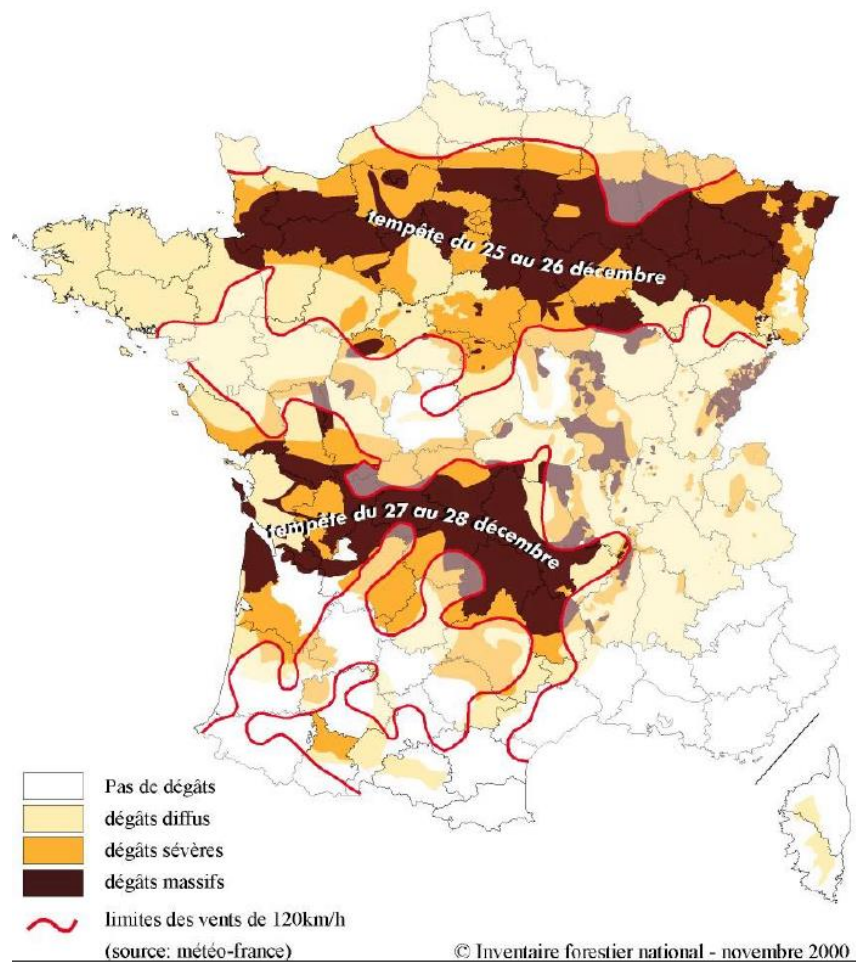 tempête du 25 au 26 décembre
tempête du 27 au 28 décembre
Pas de dégâts
dégâts diffus
dégâts sévères
dégâts massifs
limites des vents de 120km/h
(source: météo-france)
© Inventaire forestier national - novembre 2000